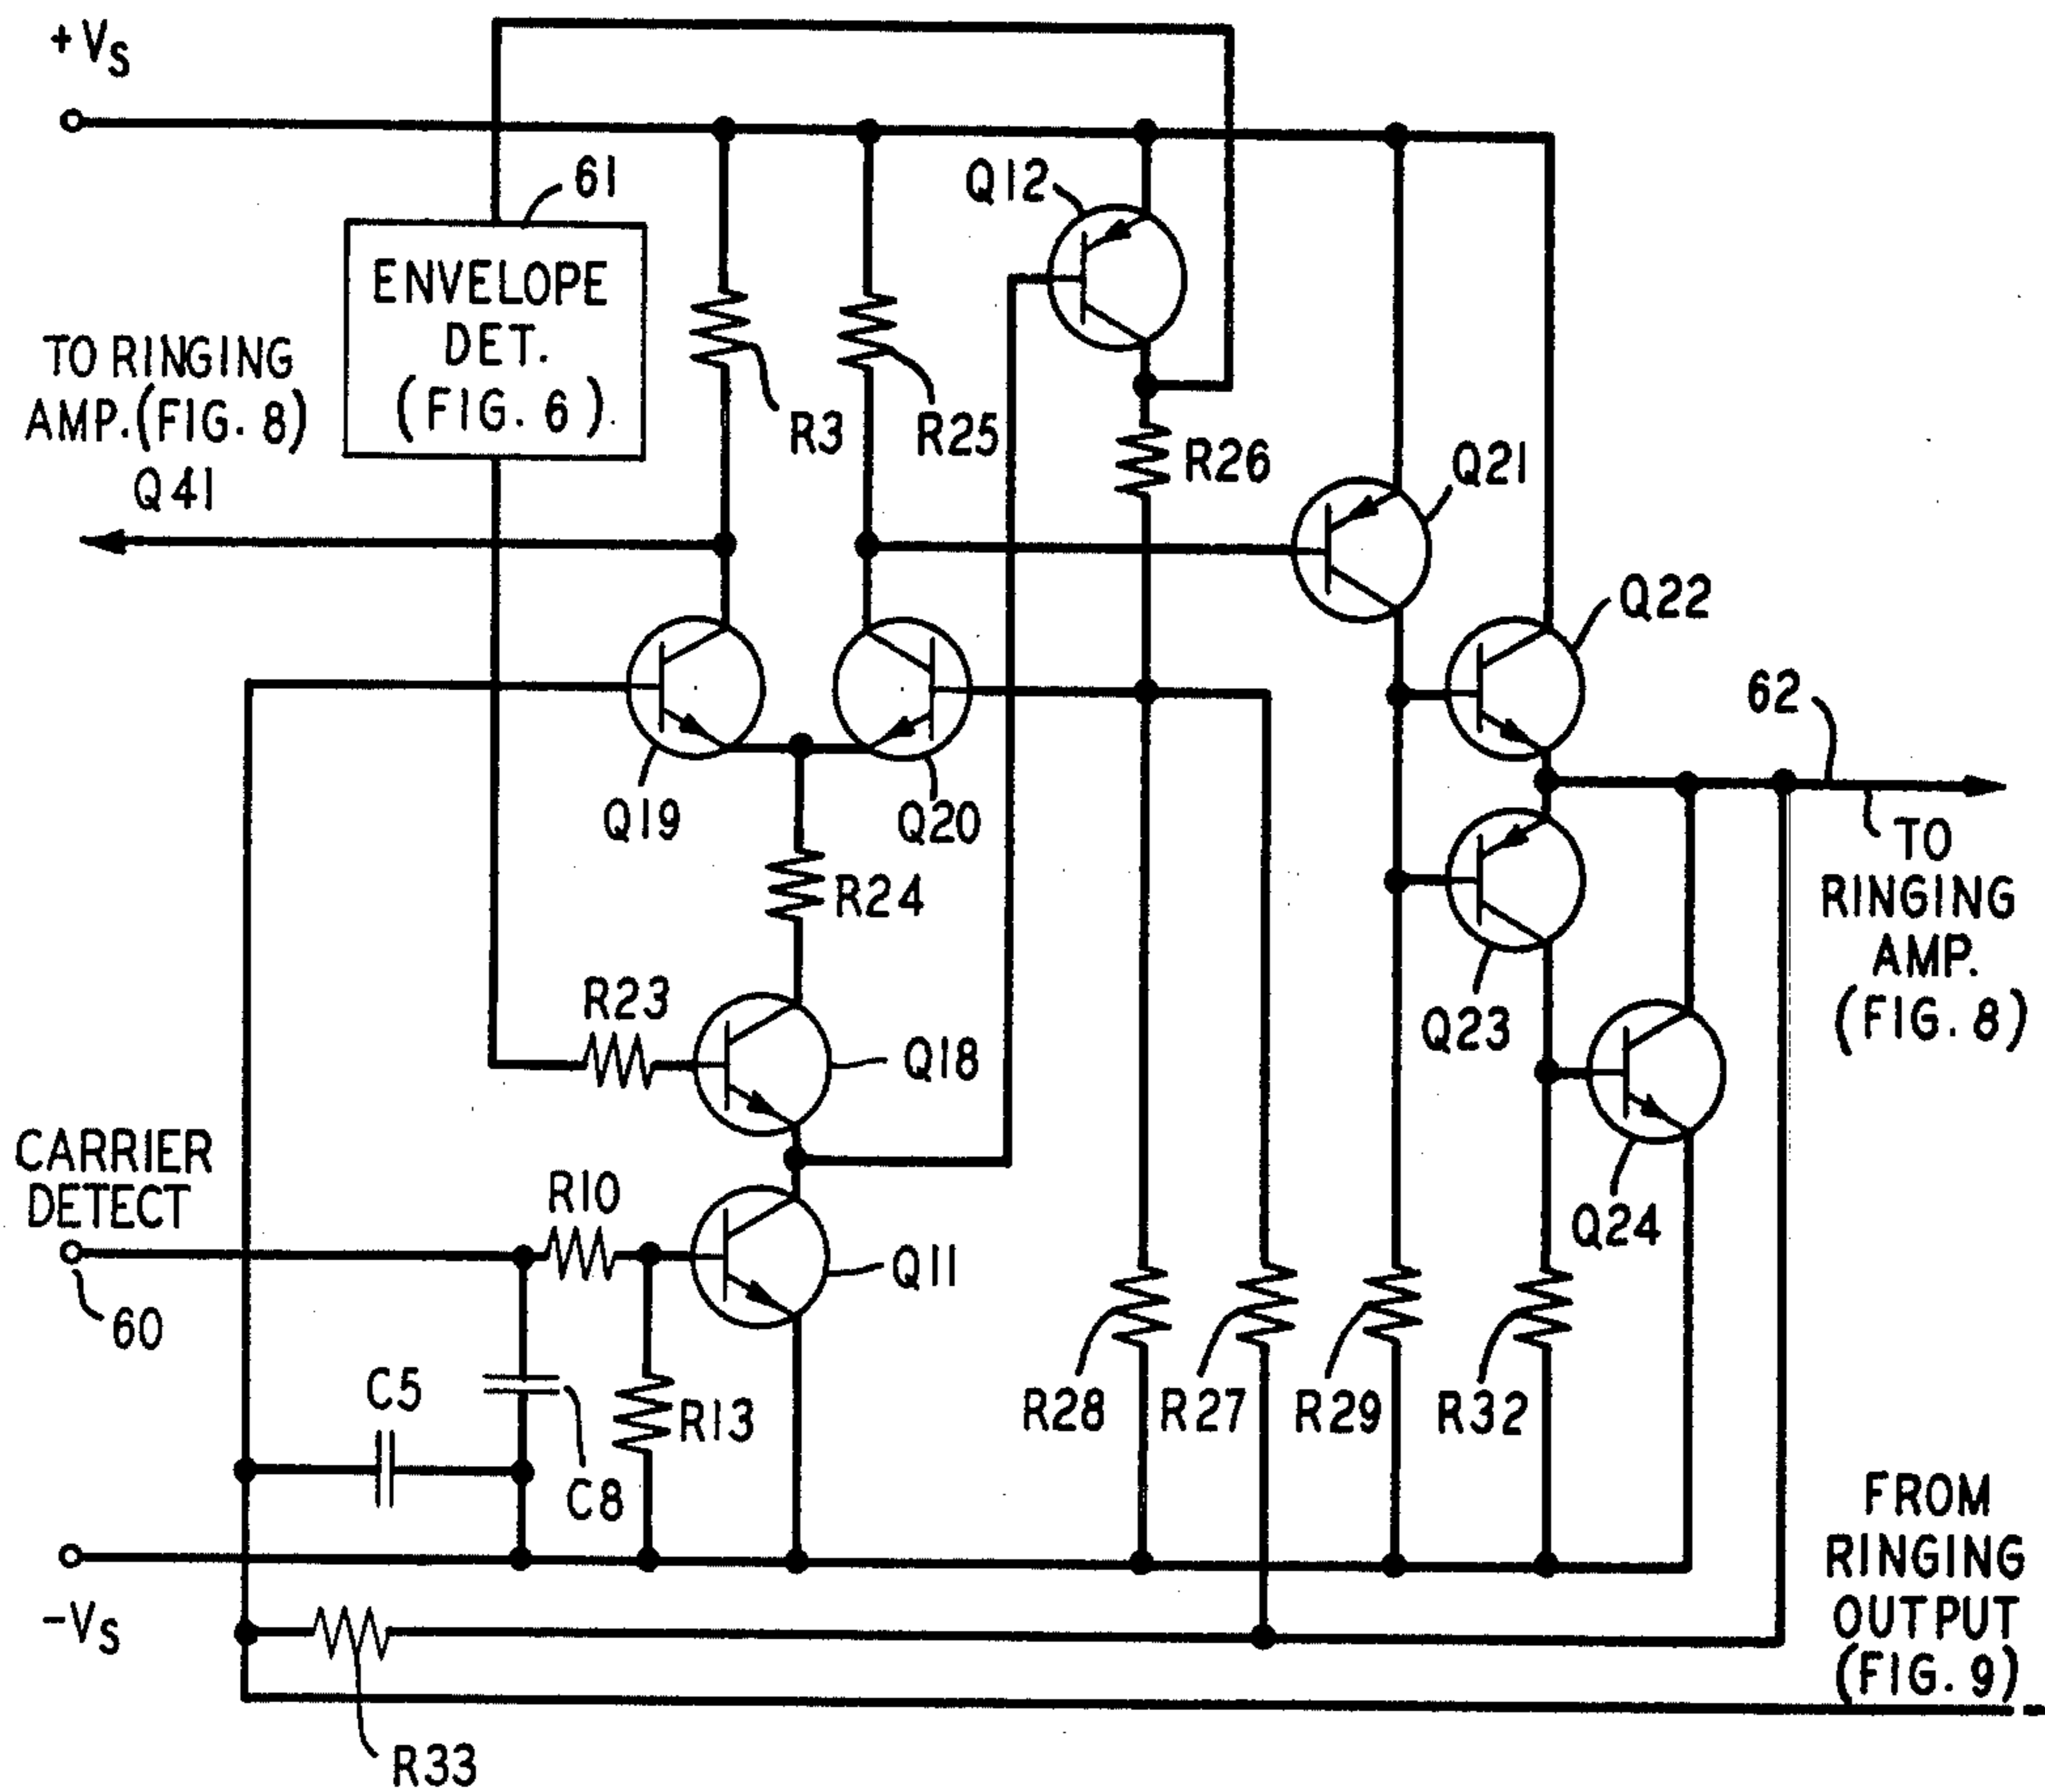 +VS
61
Q12
ENVELOPE
DET.
(FIG. 6)
TO RINGING
AMP.(FIG. 8)
Q41
R3
R25
R26
Q21
Q22
62
Q19
Q20
TO
RINGING
AMP.
(FIG. 8)
R24
R23
Q18
Q23
CARRIER
DETECT
R10
Q11
Q24
60
C5
R13
C8
R28
R27
R29
R32
FROM
RINGING
OUTPUT
(FIG. 9)
-VS
R33